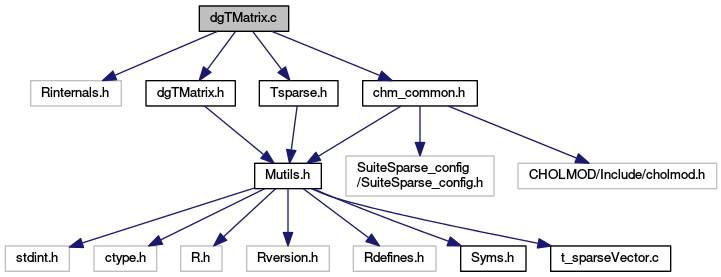 dgTMatrix.c
Rinternals.h
dgTMatrix.h
Tsparse.h
chm_common.h
Mutils.h
SuiteSparse_config
/SuiteSparse_config.h
CHOLMOD/Include/cholmod.h
stdint.h
ctype.h
R.h
Rversion.h
Rdefines.h
Syms.h
t_sparseVector.c